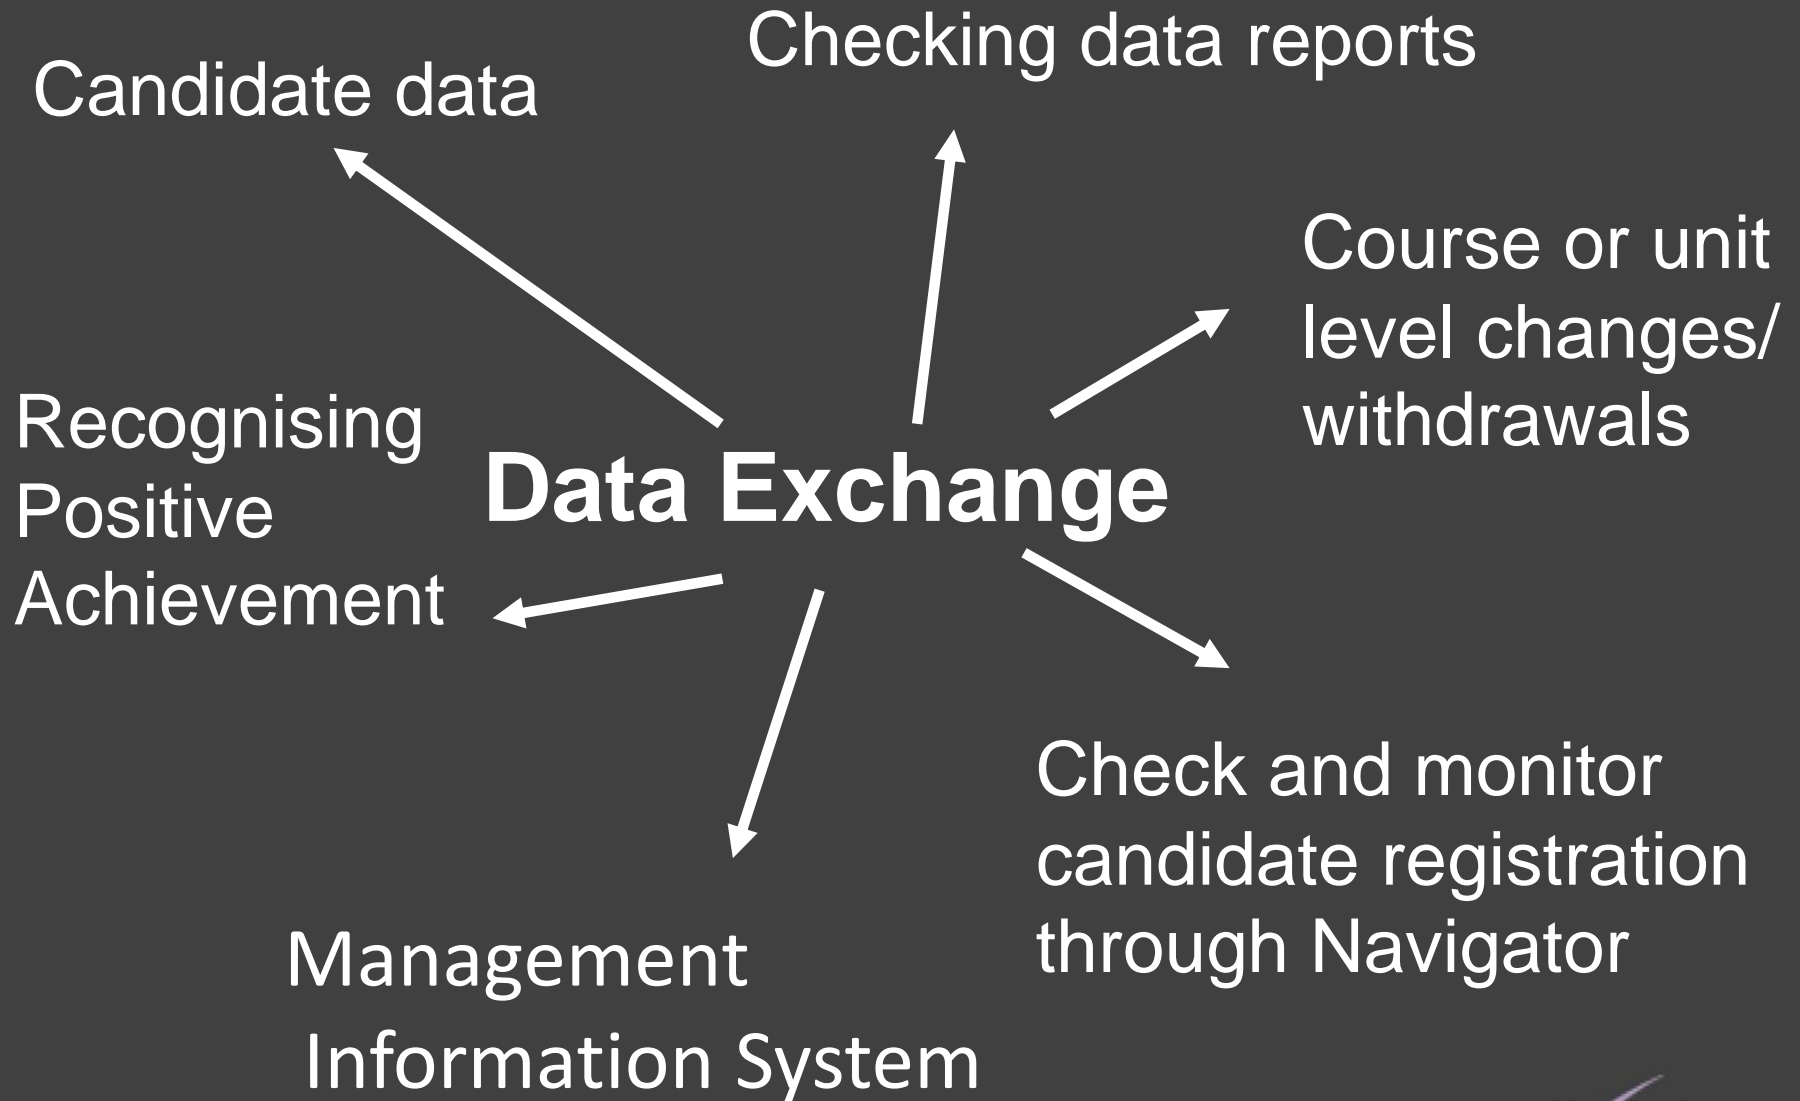 Candidate data
Checking data reports
Course or unit
level changes/
withdrawals
Recognising
Positive
Achievement
Data Exchange
Check and monitor
candidate registration
through Navigator
Management
Information System